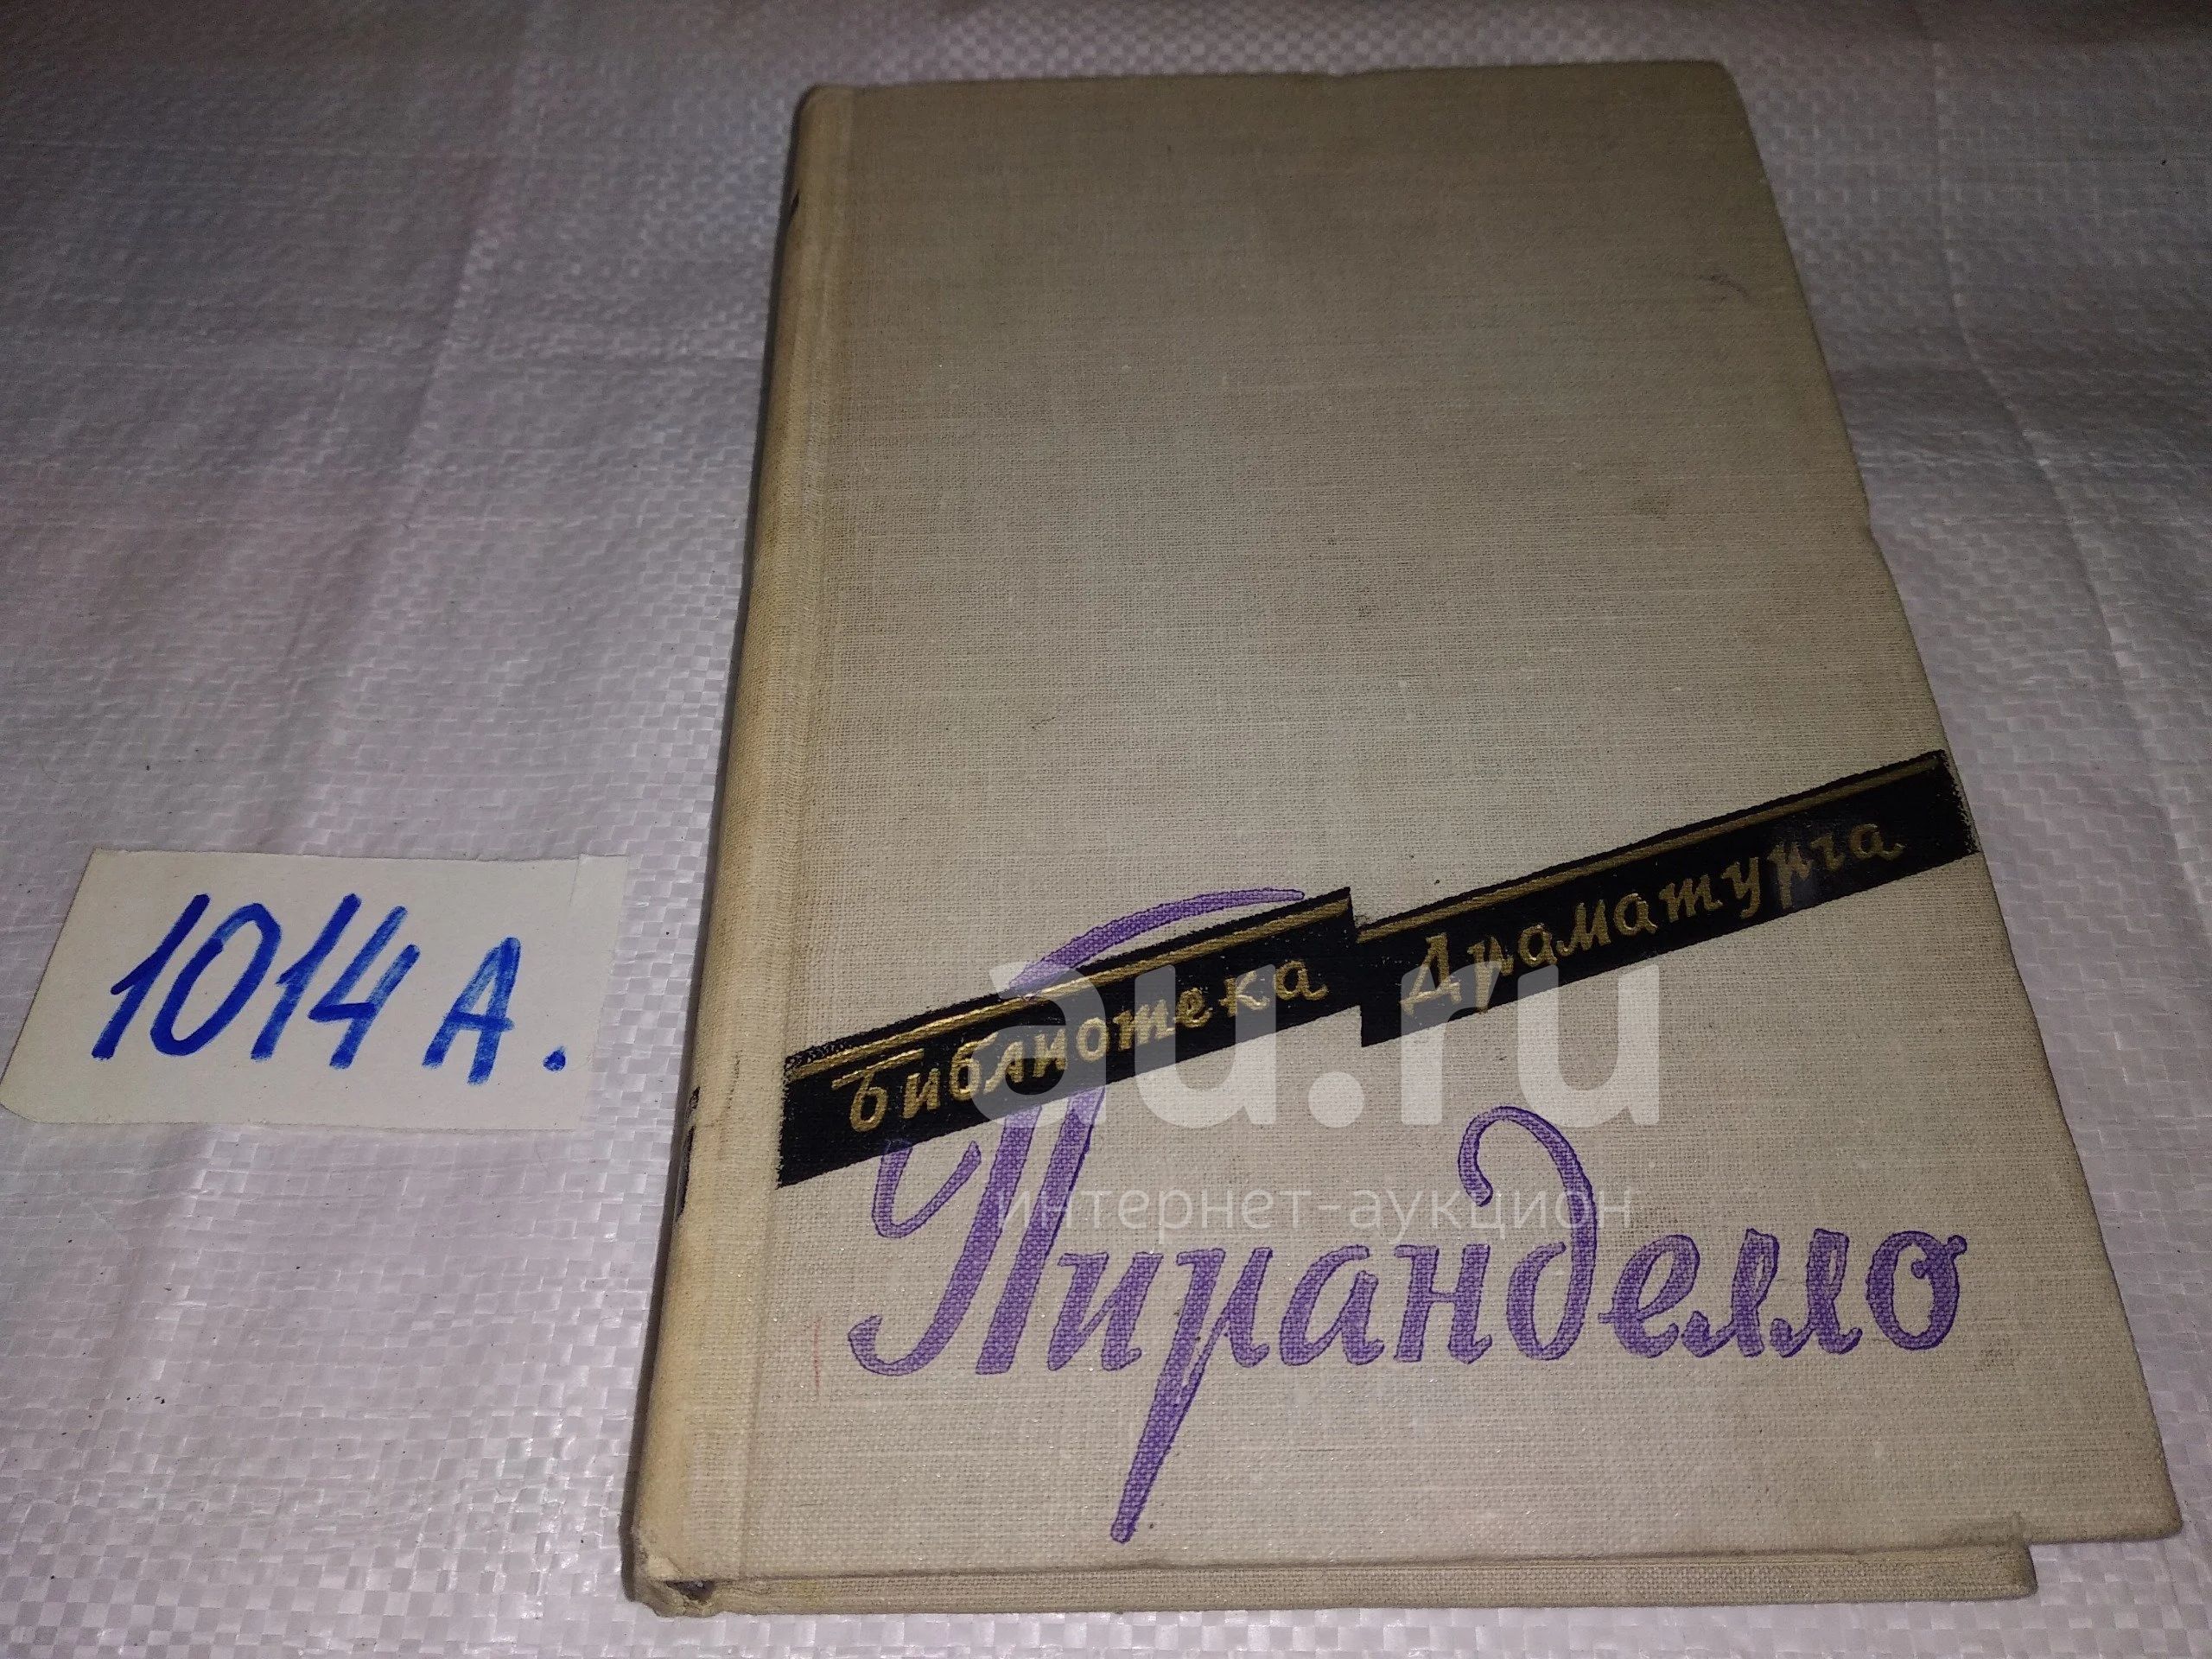 1014 А.
Библиотека Драматурга
Пиранделло
au.ru
интернет-аукцион